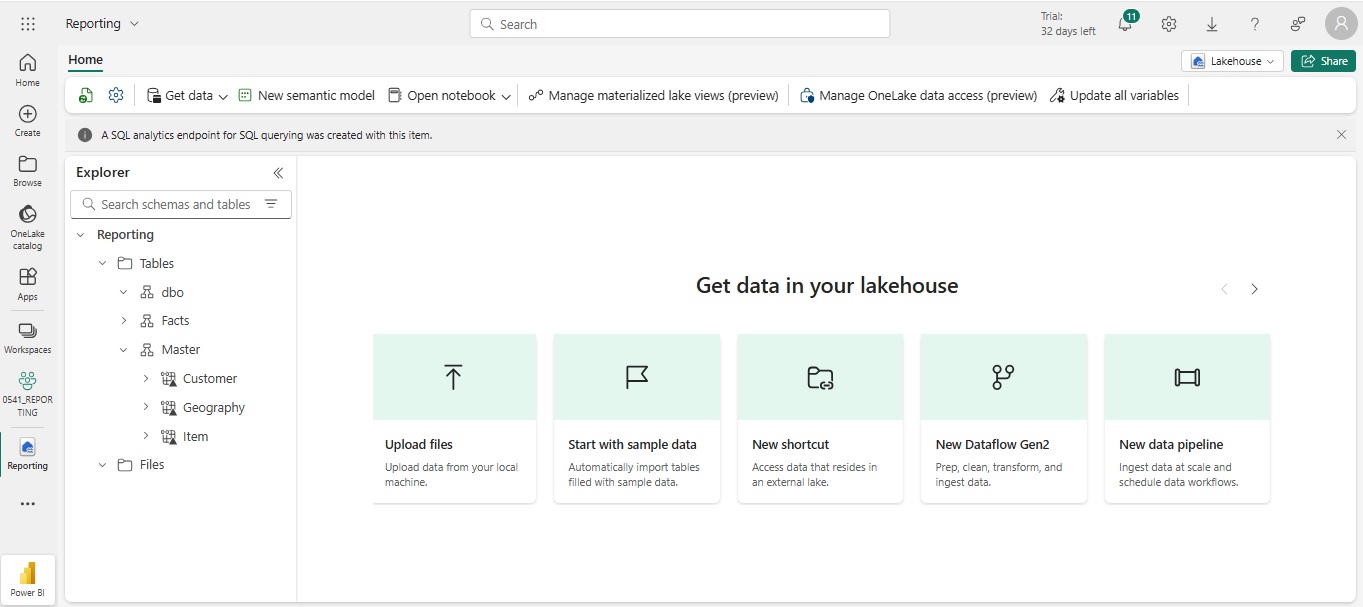 Reporting
Search
Trial:
32 days left
11
Home
Create
Browse
OneLake
catalog
Apps
Workspaces
0541_REPOR
TING
Reporting
Power BI
Home
Lakehouse
Share
Get data
New semantic model
Open notebook
Manage materialized lake views (preview)
Manage OneLake data access (preview)
Update all variables
A SQL analytics endpoint for SQL querying was created with this item.
Explorer
Search schemas and tables
Reporting
Tables
dbo
Facts
Master
Customer
Geography
Item
Files
Get data in your lakehouse
Upload files
Upload data from your local
machine.
Start with sample data
Automatically import tables
filled with sample data.
New shortcut
Access data that resides in
an external lake.
New Dataflow Gen2
Prep, clean, transform, and
ingest data.
New data pipeline
Ingest data at scale and
schedule data workflows.